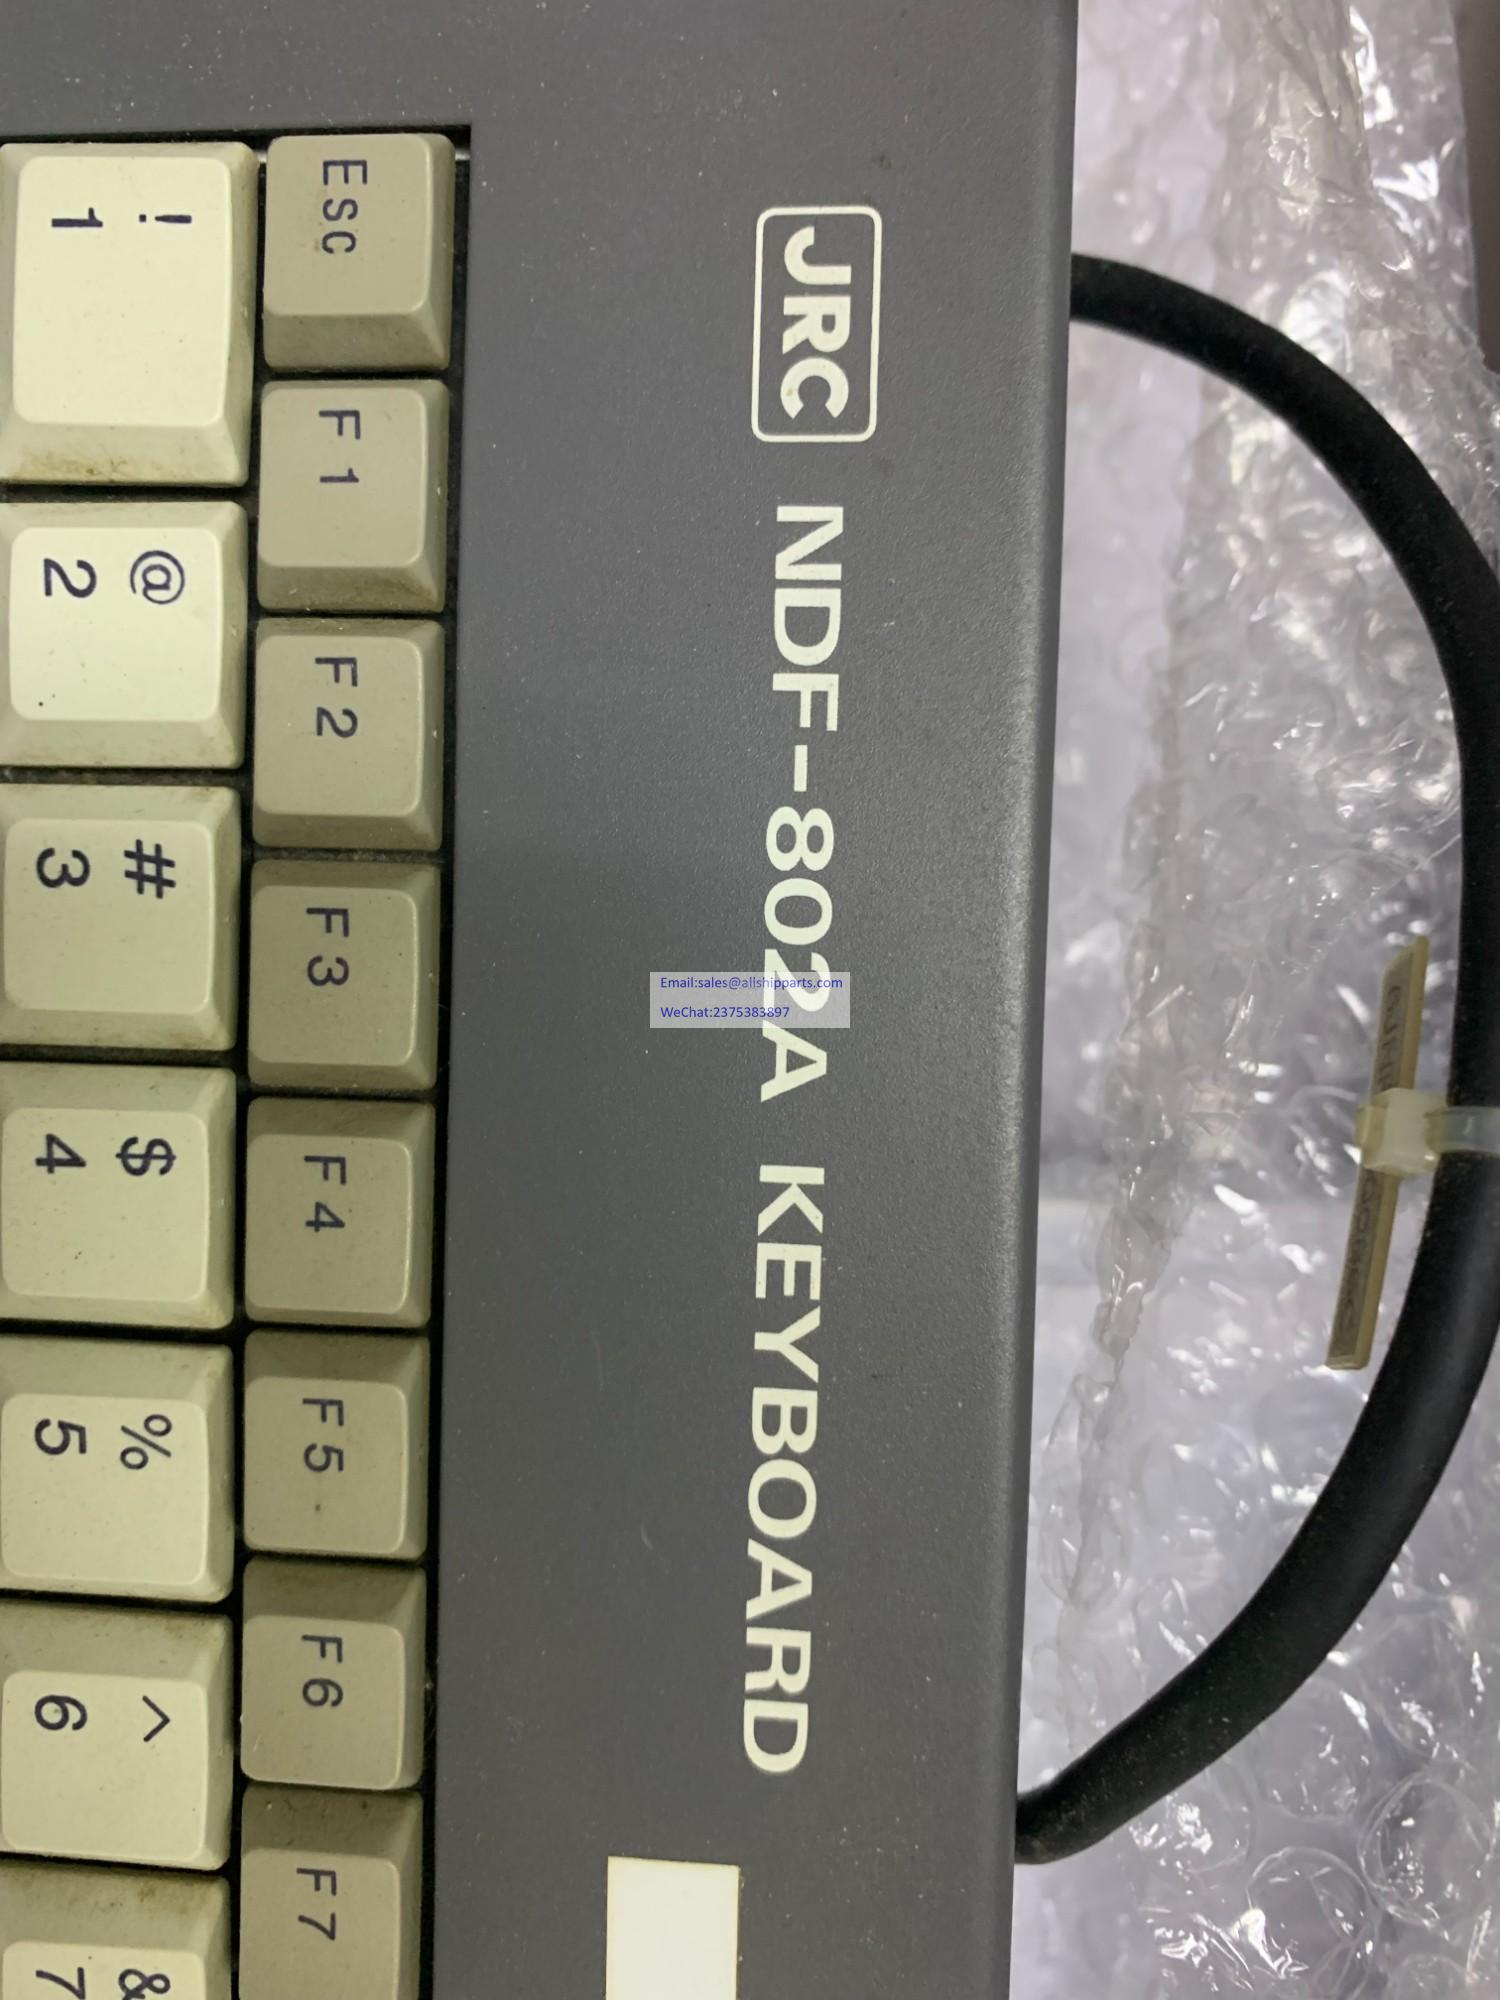 JRC NDF-802A KEYBOARD
ESC F1 F2 F3 F4 F5 F6 F7
! @ # $ % ^ &
1 2 3 4 5 6 7
Email:sales@allshipparts.com
WeChat:2375383897